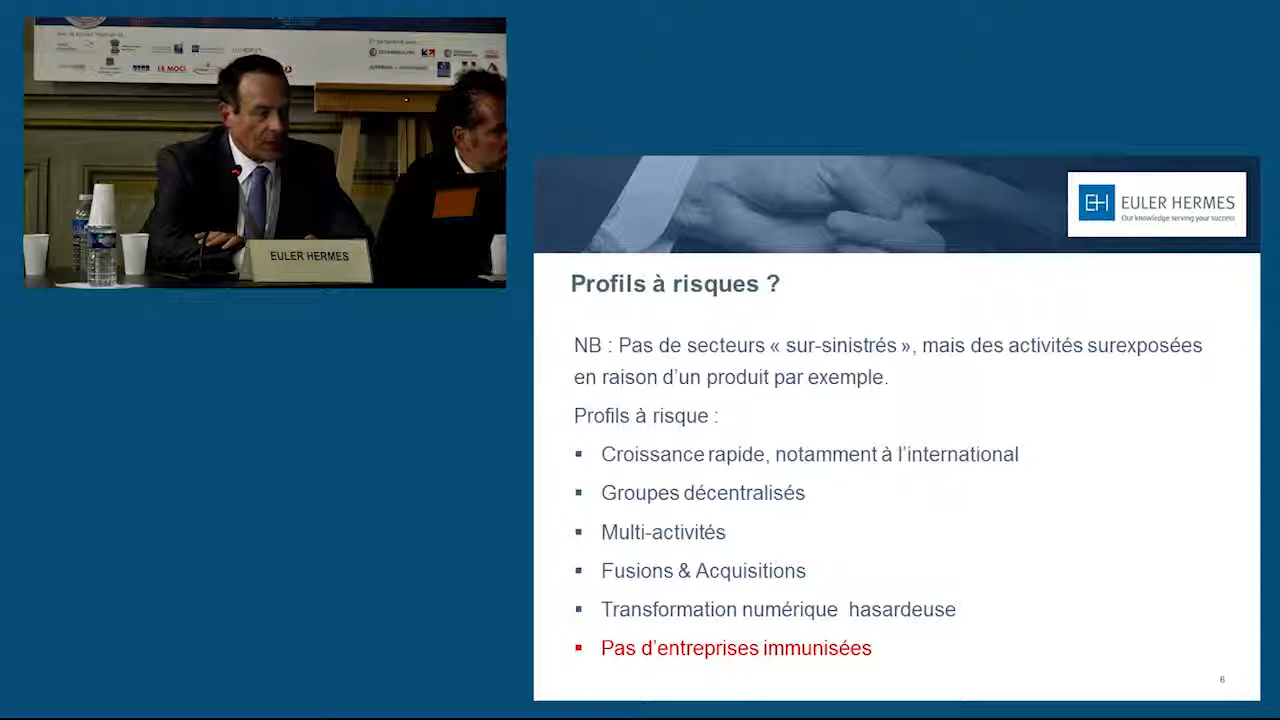 LE MOCI
EULER HERMES
EULER HERMES
Our knowledge serving your success
Profils à risques ?
NB : Pas de secteurs « sur-sinistrés », mais des activités surexposées
en raison d’un produit par exemple.
Profils à risque :
Croissance rapide, notamment à l’international
Groupes décentralisés
Multi-activités
Fusions & Acquisitions
Transformation numérique hasardeuse
Pas d’entreprises immunisées
6